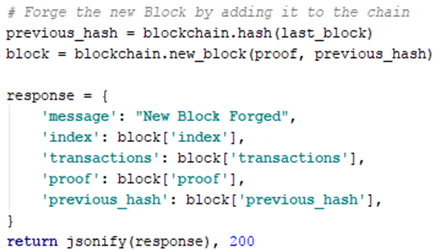 # Forge the new Block by adding it to the chain
previous_hash = blockchain.hash(last_block)
block = blockchain.new_block(proof, previous_hash)
response = {
'message': "New Block Forged",
'index': block['index'],
'transactions': block['transactions'],
'proof': block['proof'],
'previous_hash': block['previous_hash'],
}
return jsonify(response), 200